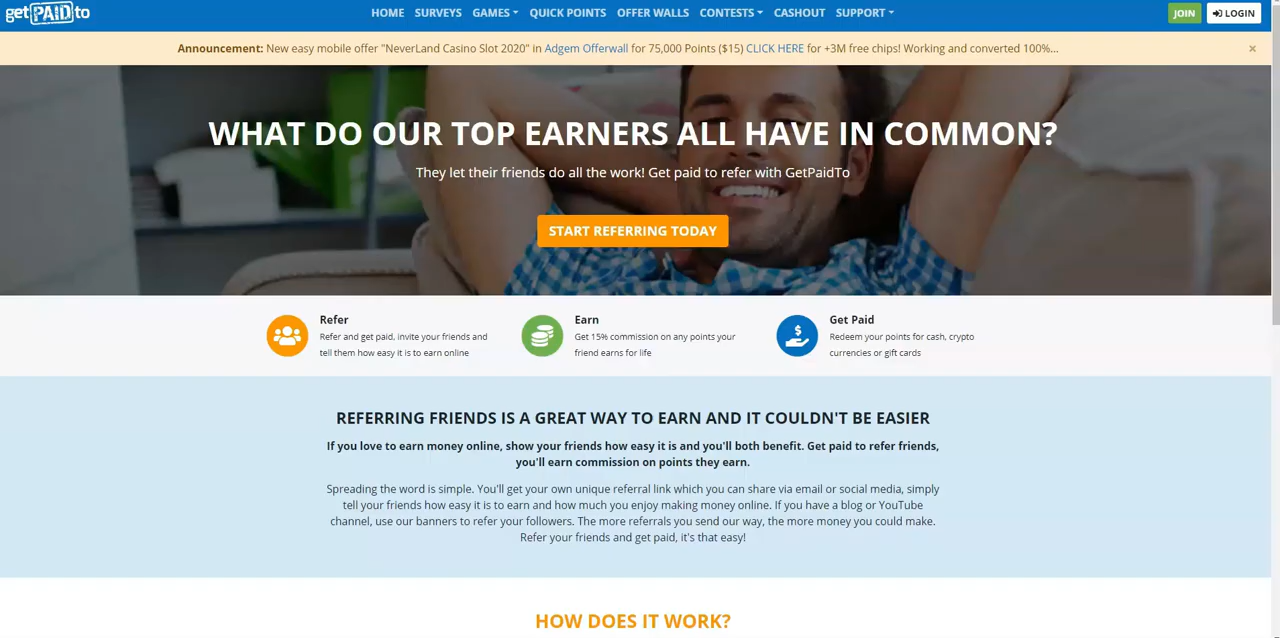 getPAIDto
HOME SURVEYS GAMES QUICK POINTS OFFER WALLS CONTESTS CASHOUT SUPPORT JOIN LOGIN
Announcement: New easy mobile offer "NeverLand Casino Slot 2020" in Adgem Offerwall for 75,000 Points ($15) CLICK HERE for +3M free chips! Working and converted 100%... ×
WHAT DO OUR TOP EARNERS ALL HAVE IN COMMON?
They let their friends do all the work! Get paid to refer with GetPaidTo
START REFERRING TODAY
Refer
Refer and get paid, invite your friends and
tell them how easy it is to earn online
Earn
Get 15% commission on any points your
friend earns for life
Get Paid
Redeem your points for cash, crypto
currencies or gift cards
REFERRING FRIENDS IS A GREAT WAY TO EARN AND IT COULDN'T BE EASIER
If you love to earn money online, show your friends how easy it is and you'll both benefit. Get paid to refer friends,
you'll earn commission on points they earn.
Spreading the word is simple. You'll get your own unique referral link which you can share via email or social media, simply
tell your friends how easy it is to earn and how much you enjoy making money online. If you have a blog or YouTube
channel, use our banners to refer your followers. The more referrals you send our way, the more money you could make.
Refer your friends and get paid, it's that easy!
HOW DOES IT WORK?